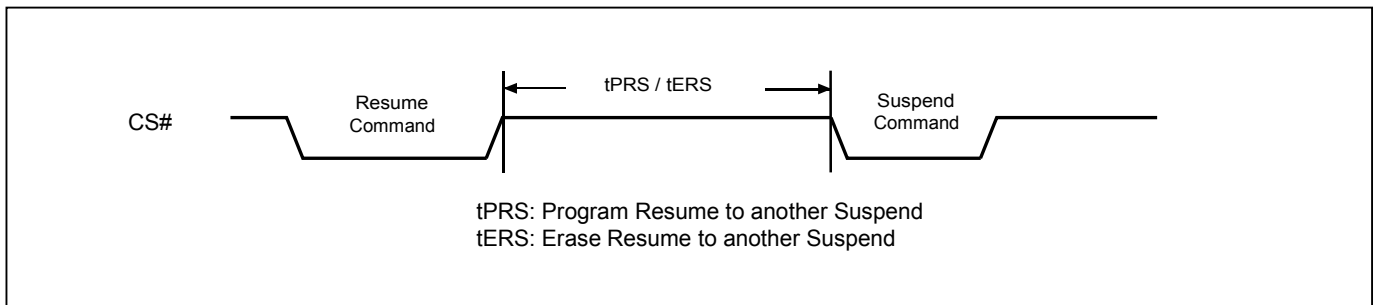 tPRS / tERS
Resume
Command
Suspend
Command
CS#
tPRS: Program Resume to another Suspend
tERS: Erase Resume to another Suspend